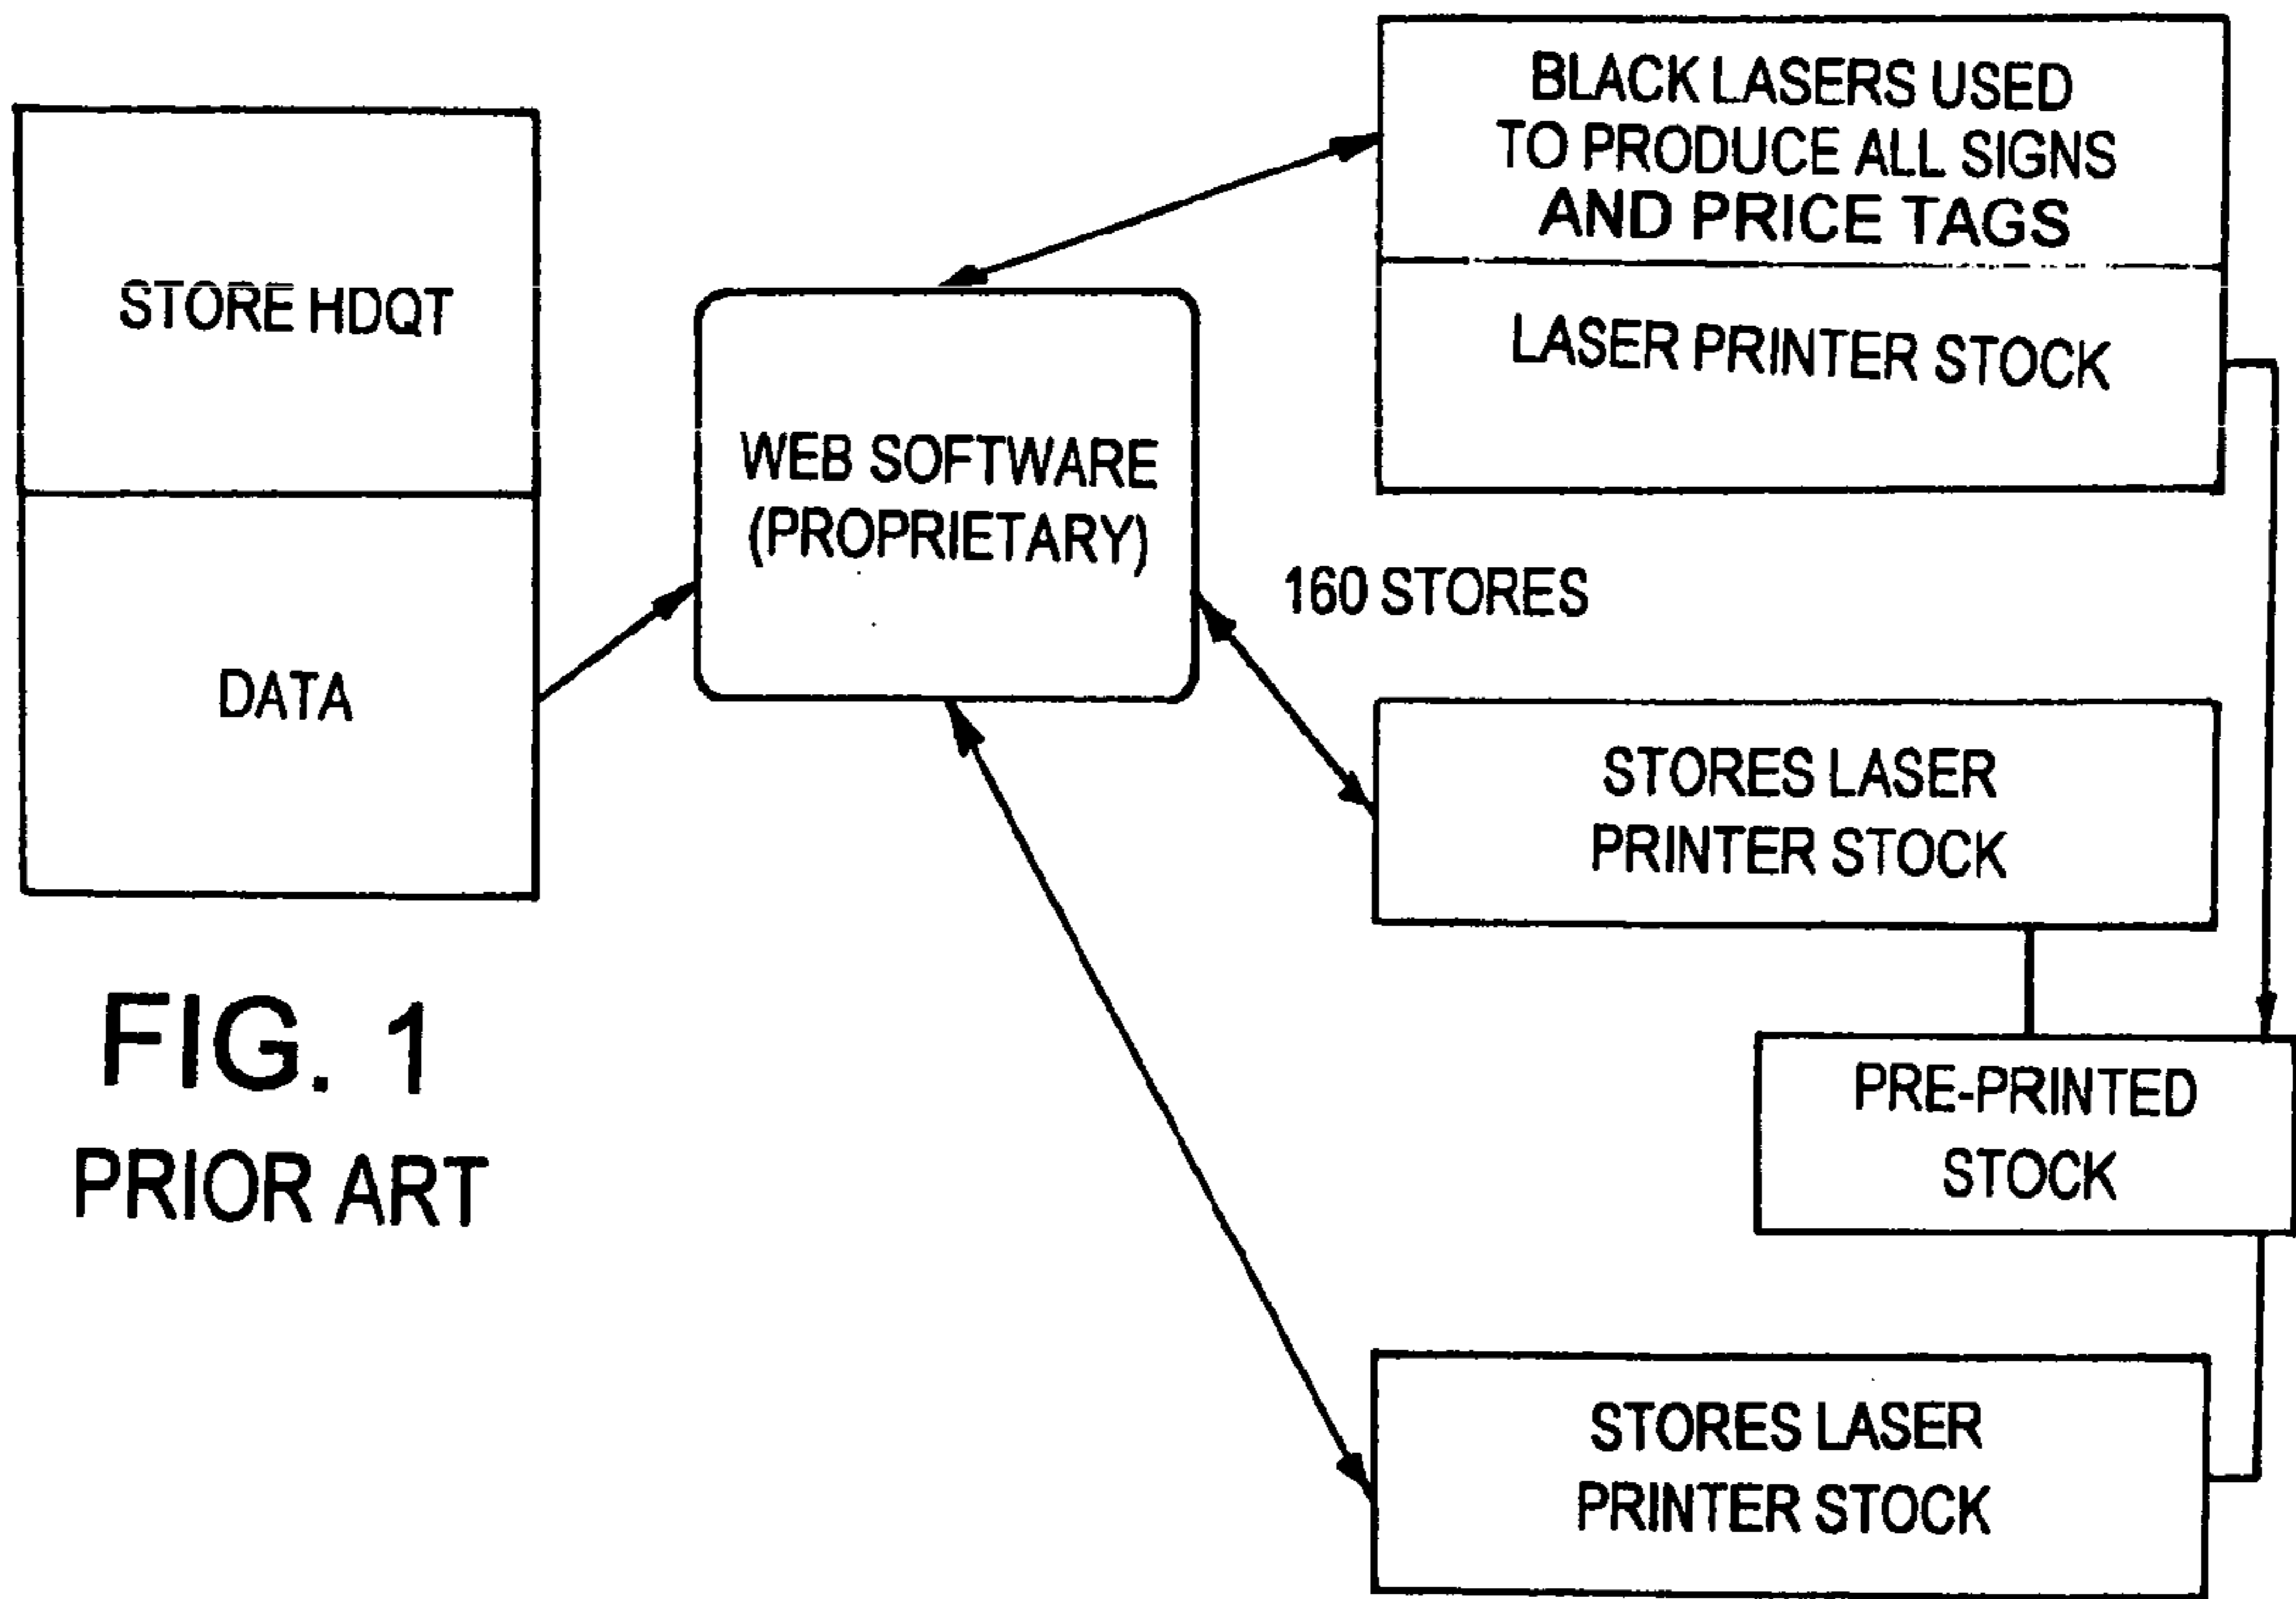 STORE HDQT
DATA
FIG. 1
PRIOR ART
WEB SOFTWARE
(PROPRIETARY)
BLACK LASERS USED
TO PRODUCE ALL SIGNS
AND PRICE TAGS
LASER PRINTER STOCK
160 STORES
STORES LASER
PRINTER STOCK
PRE-PRINTED
STOCK
STORES LASER
PRINTER STOCK